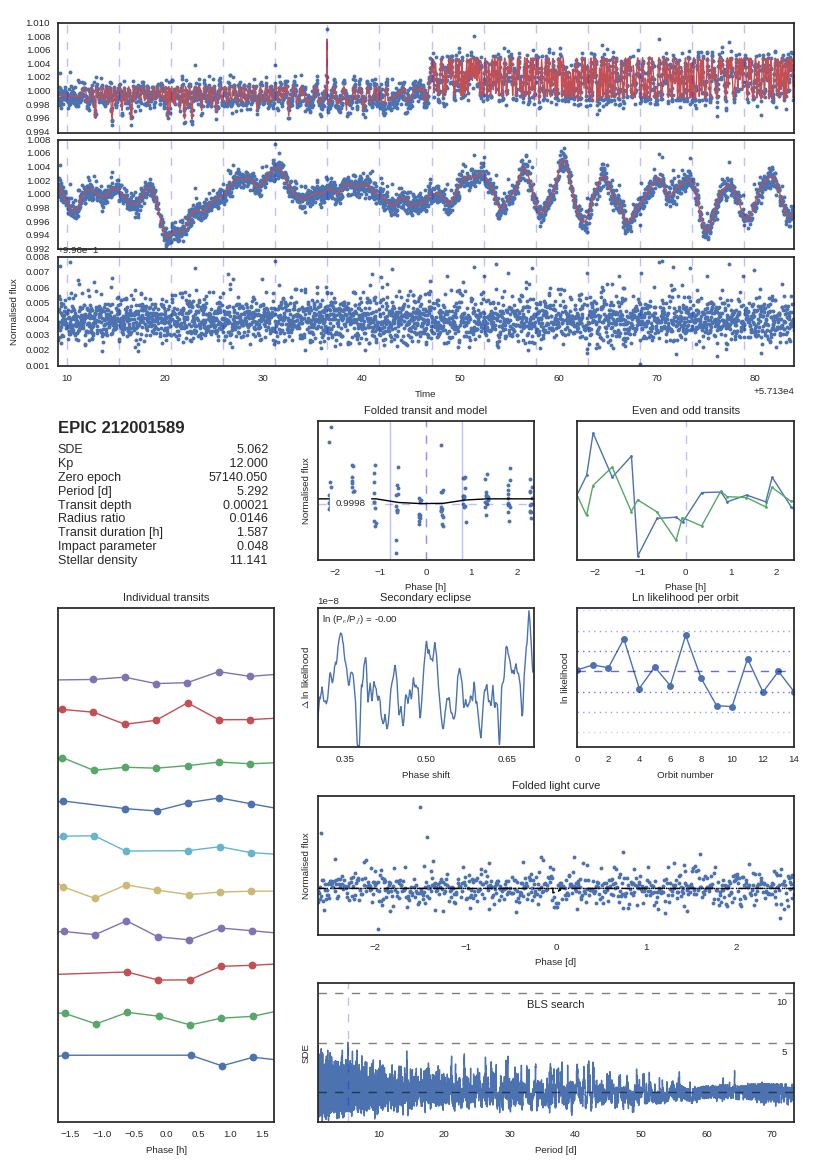 1.010
1.008
1.006
1.004
1.002
1.000
0.998
0.996
0.994
1.008
1.006
1.004
1.002
1.000
0.998
0.996
0.994
0.992
0.008
0.007
0.006
0.005
0.004
0.003
0.002
0.001
Normalised flux
10 20 30 40 50 60 70 80
Time
+5.713e4
EPIC 212001589
SDE 5.062
Kp 12.000
Zero epoch 57140.050
Period [d] 5.292
Transit depth 0.00021
Radius ratio 0.0146
Transit duration [h] 1.587
Impact parameter 0.048
Stellar density 11.141
Folded transit and model
Normalised flux
0.9998
−2 −1 0 1 2
Phase [h]
Even and odd transits
−2 −1 0 1 2
Phase [h]
Individual transits
−1.5 −1.0 −0.5 0.0 0.5 1.0 1.5
Phase [h]
Secondary eclipse
1e−8
ln (Pₑ/P_f) = -0.00
Δ ln likelihood
0.35 0.50 0.65
Phase shift
Ln likelihood per orbit
ln likelihood
0 2 4 6 8 10 12 14
Orbit number
Folded light curve
Normalised flux
−2 −1 0 1 2
Phase [d]
BLS search
10
5
SDE
10 20 30 40 50 60 70
Period [d]